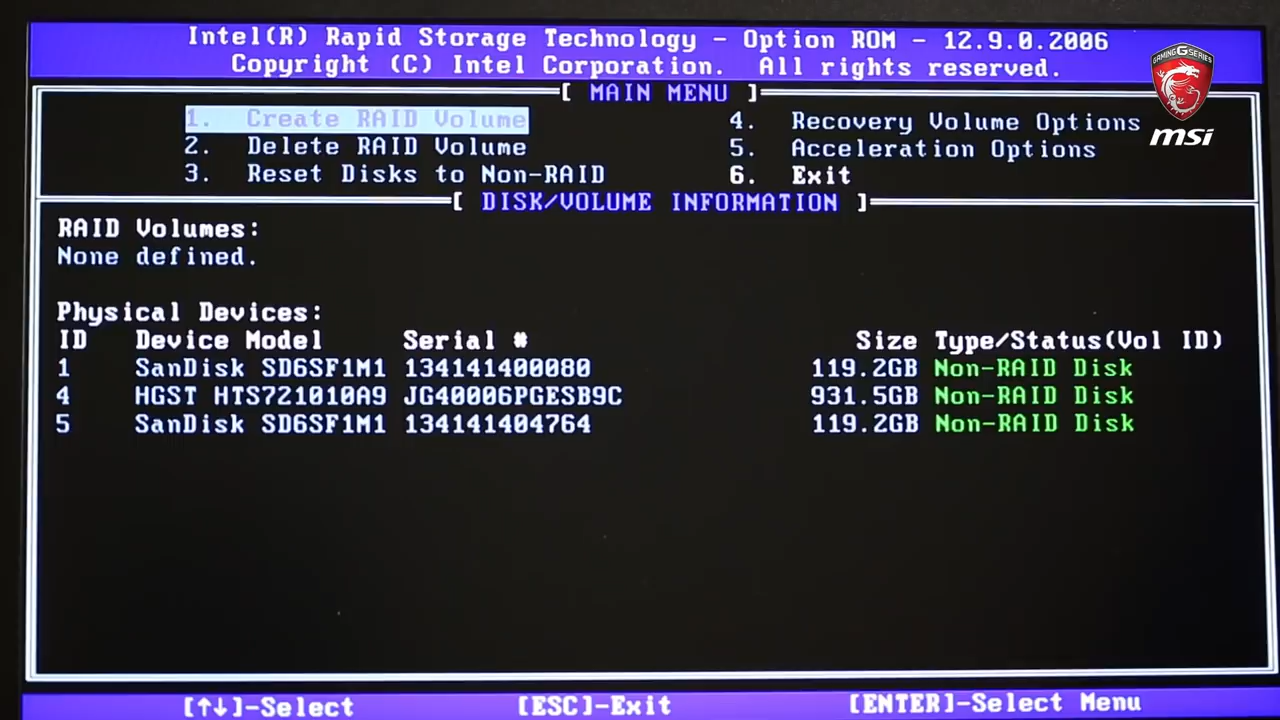 Intel(R) Rapid Storage Technology - Option ROM - 12.9.0.2006
Copyright (C) Intel Corporation. All rights reserved.
[ MAIN MENU ]
1. Create RAID Volume 4. Recovery Volume Options
2. Delete RAID Volume 5. Acceleration Options
3. Reset Disks to Non-RAID 6. Exit
[ DISK/VOLUME INFORMATION ]
RAID Volumes:
None defined.
Physical Devices:
ID Device Model Serial # Size Type/Status(Vol ID)
1 SanDisk SD6SF1M1 134141400080 119.2GB Non-RAID Disk
4 HGST HTS721010A9 JG40006PGESB9C 931.5GB Non-RAID Disk
5 SanDisk SD6SF1M1 134141404764 119.2GB Non-RAID Disk
[↑↓]-Select [ESC]-Exit [ENTER]-Select Menu
GAMING G SERIES
msi